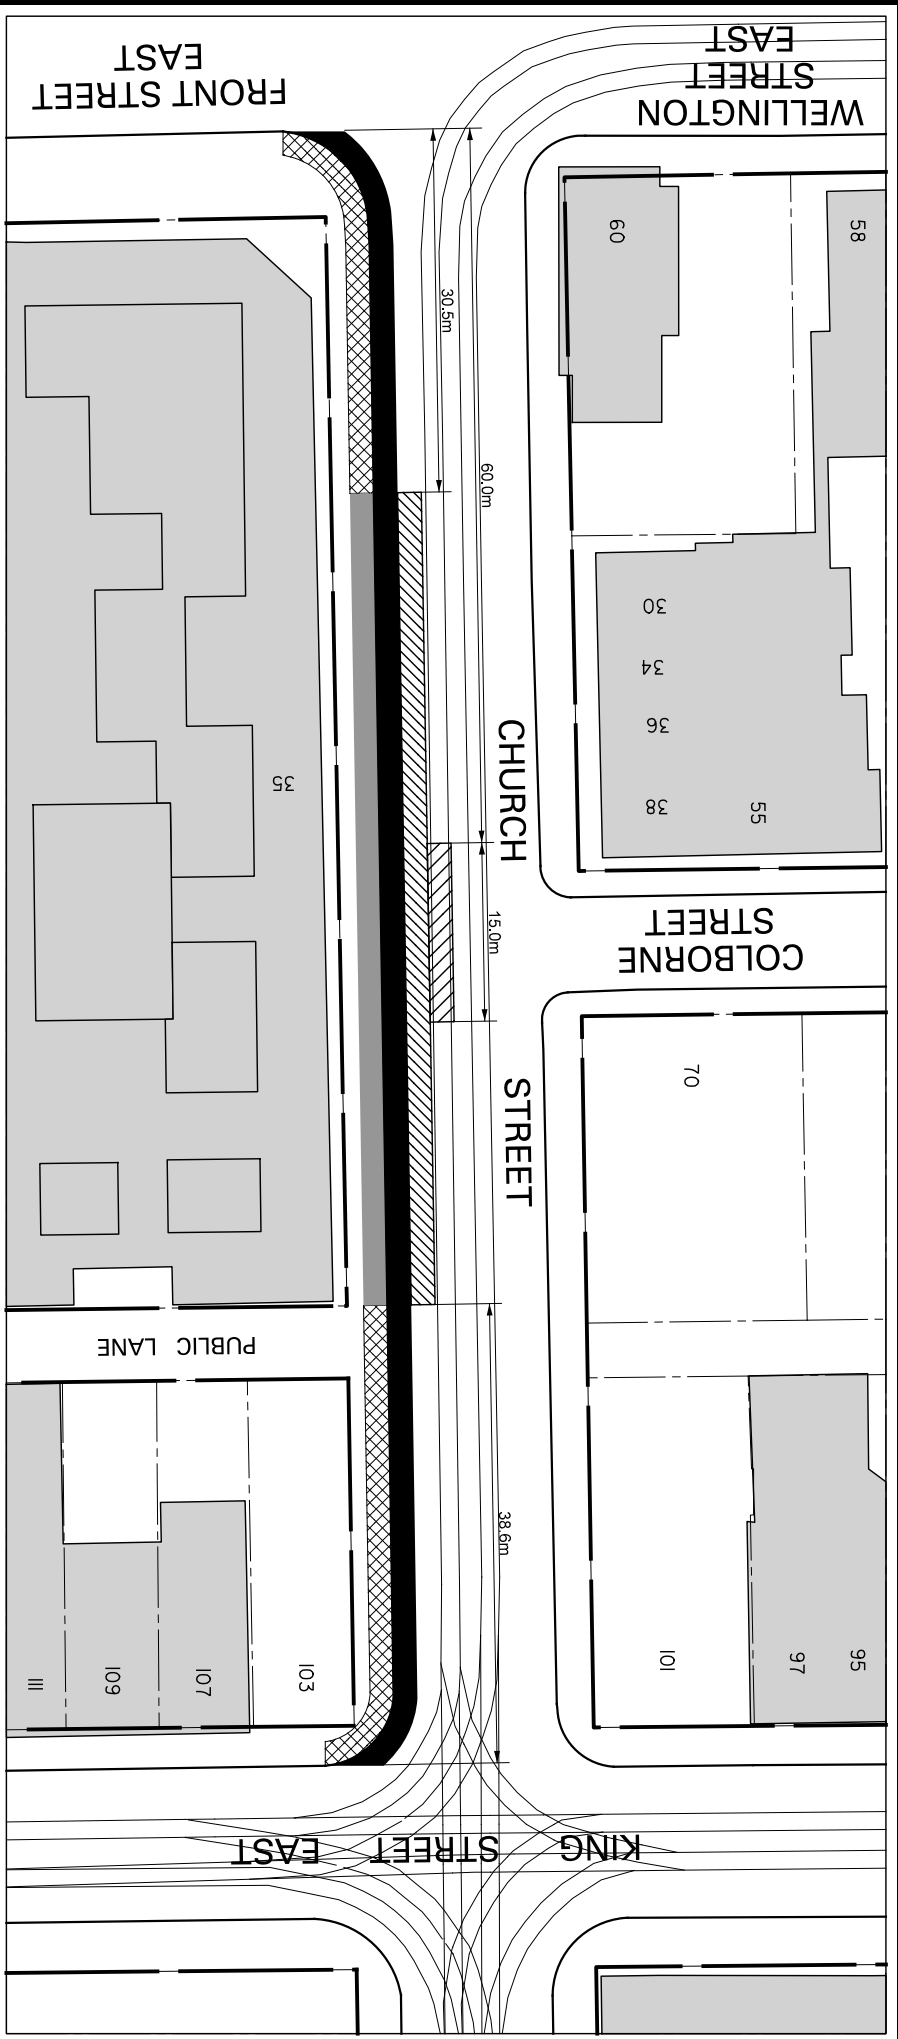 FRONT STREET
EAST
WELLINGTON
STREET
EAST
60
58
30.5m
60.0m
30
34
36
38
55
35
CHURCH
STREET
15.0m
COLBORNE
STREET
70
PUBLIC LANE
38.6m
111
109
107
103
101
97
95
KING STREET EAST